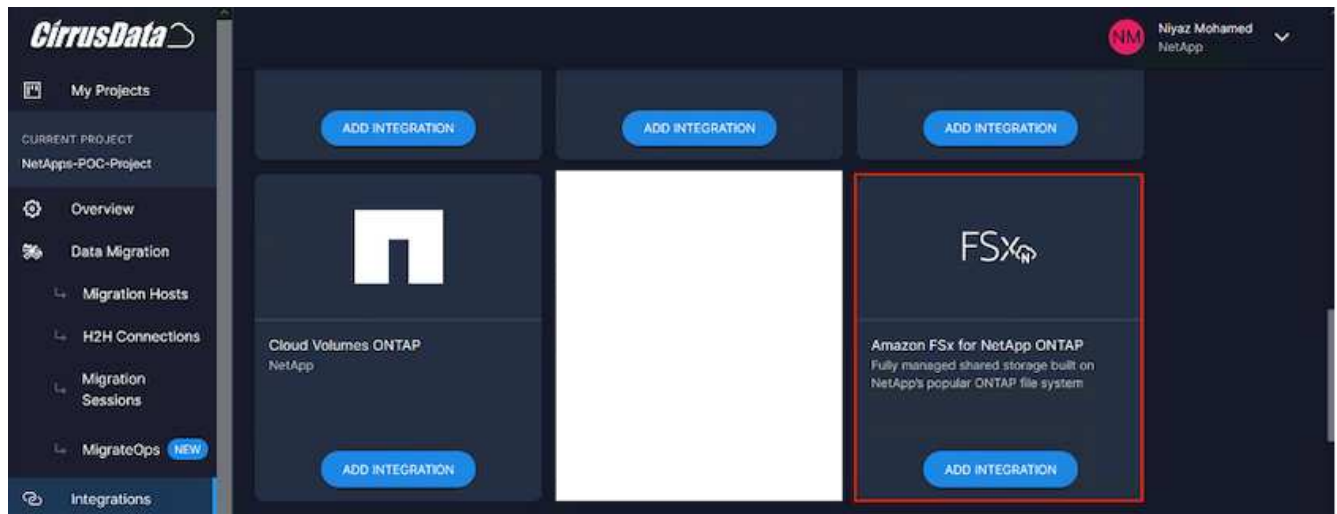 CirrusData
NM
Niyaz Mohamed
NetApp
My Projects
CURRENT PROJECT
NetApps-POC-Project
Overview
Data Migration
Migration Hosts
H2H Connections
Migration
Sessions
MigrateOps NEW
Integrations
ADD INTEGRATION
ADD INTEGRATION
ADD INTEGRATION
Cloud Volumes ONTAP
NetApp
ADD INTEGRATION
FSxN
Amazon FSx for NetApp ONTAP
Fully managed shared storage built on
NetApp's popular ONTAP file system
ADD INTEGRATION